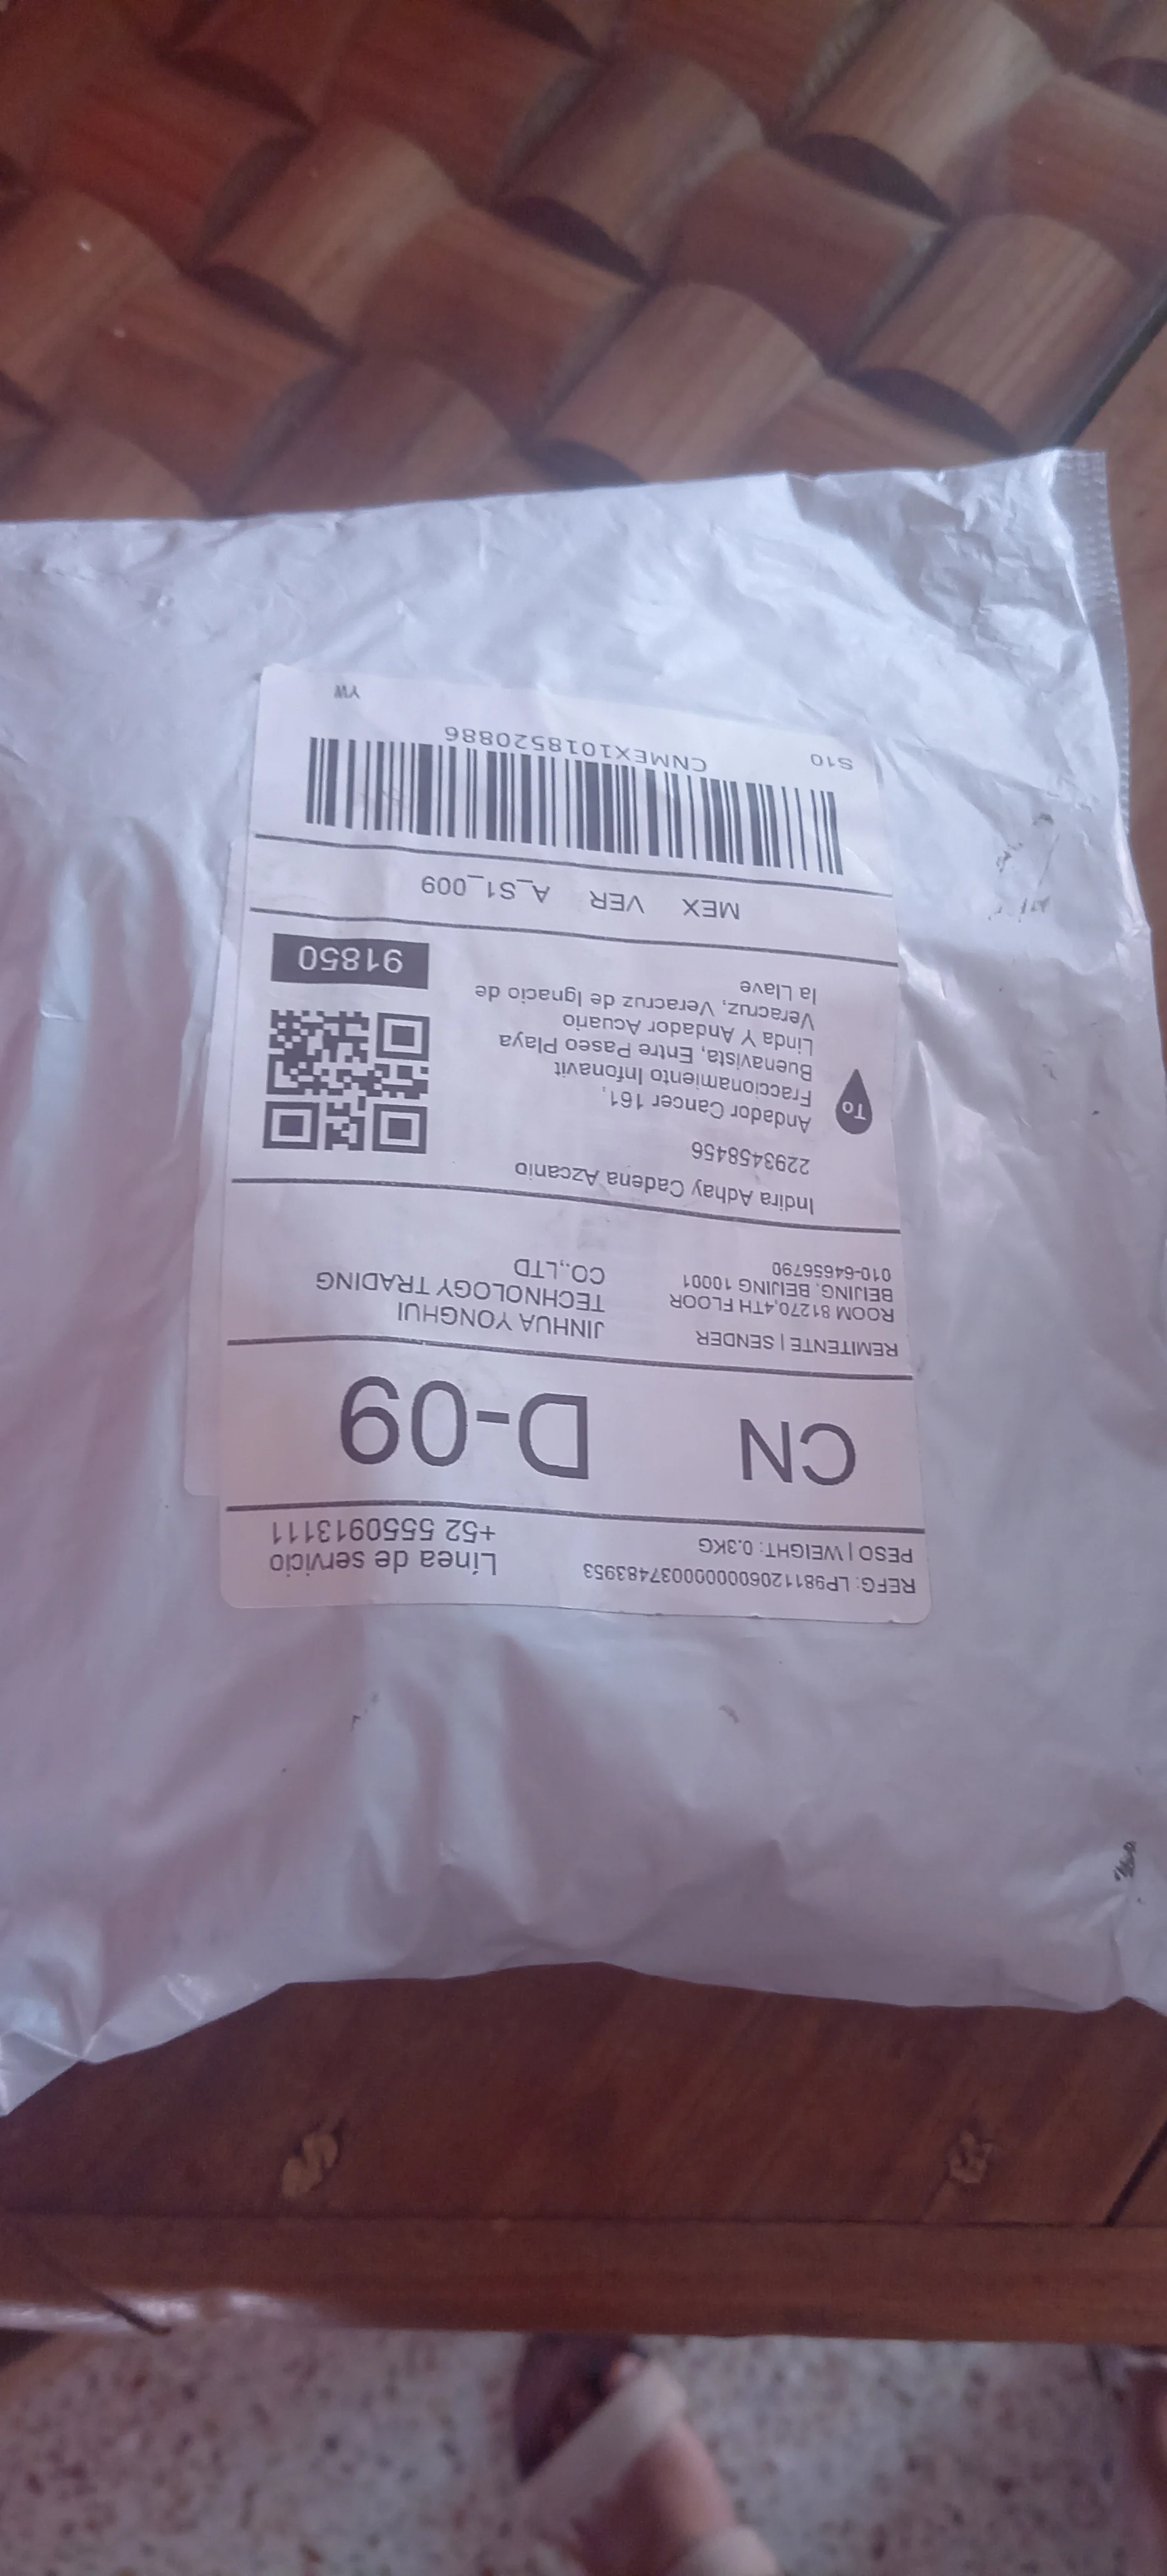 REFG: LP981120600000037483953
PESO | WEIGHT: 0.3KG
Línea de servicio
+52 5550913111
CN
D-09
REMITENTE | SENDER
ROOM 81270,4TH FLOOR
BEIJING, BEIJING 10001
010-64656790
JINHUA YONGHUI
TECHNOLOGY TRADING
CO.,LTD
Indira Adhay Cadena Azcanio
2293458456
To
Andador Cancer 161,
Fraccionamiento Infonavit
Buenavista, Entre Paseo Playa
Linda Y Andador Acuario
Veracruz, Veracruz de Ignacio de
la Llave
91850
MEX VER A_S1_009
S10
CNMEX1018520886
YW